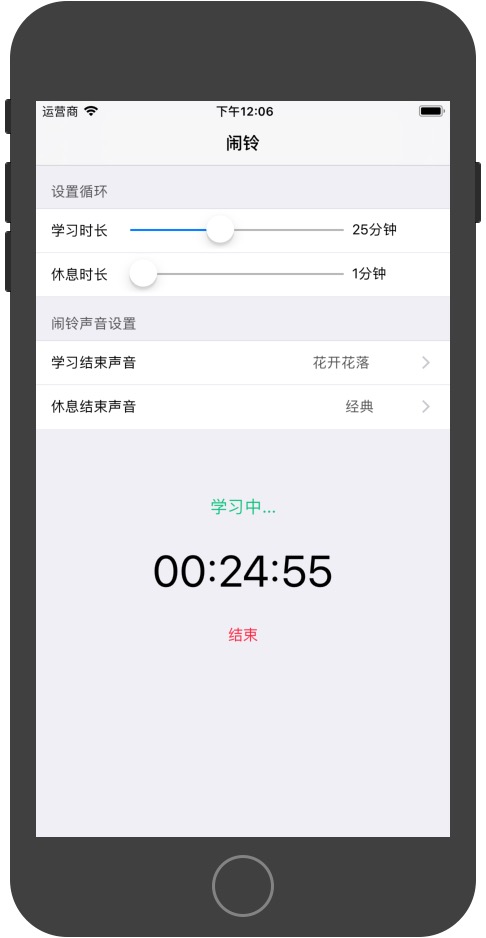 运营商 下午12:06
闹铃
设置循环
学习时长 25分钟
休息时长 1分钟
闹铃声音设置
学习结束声音 花开花落
休息结束声音 经典
学习中...
00:24:55
结束